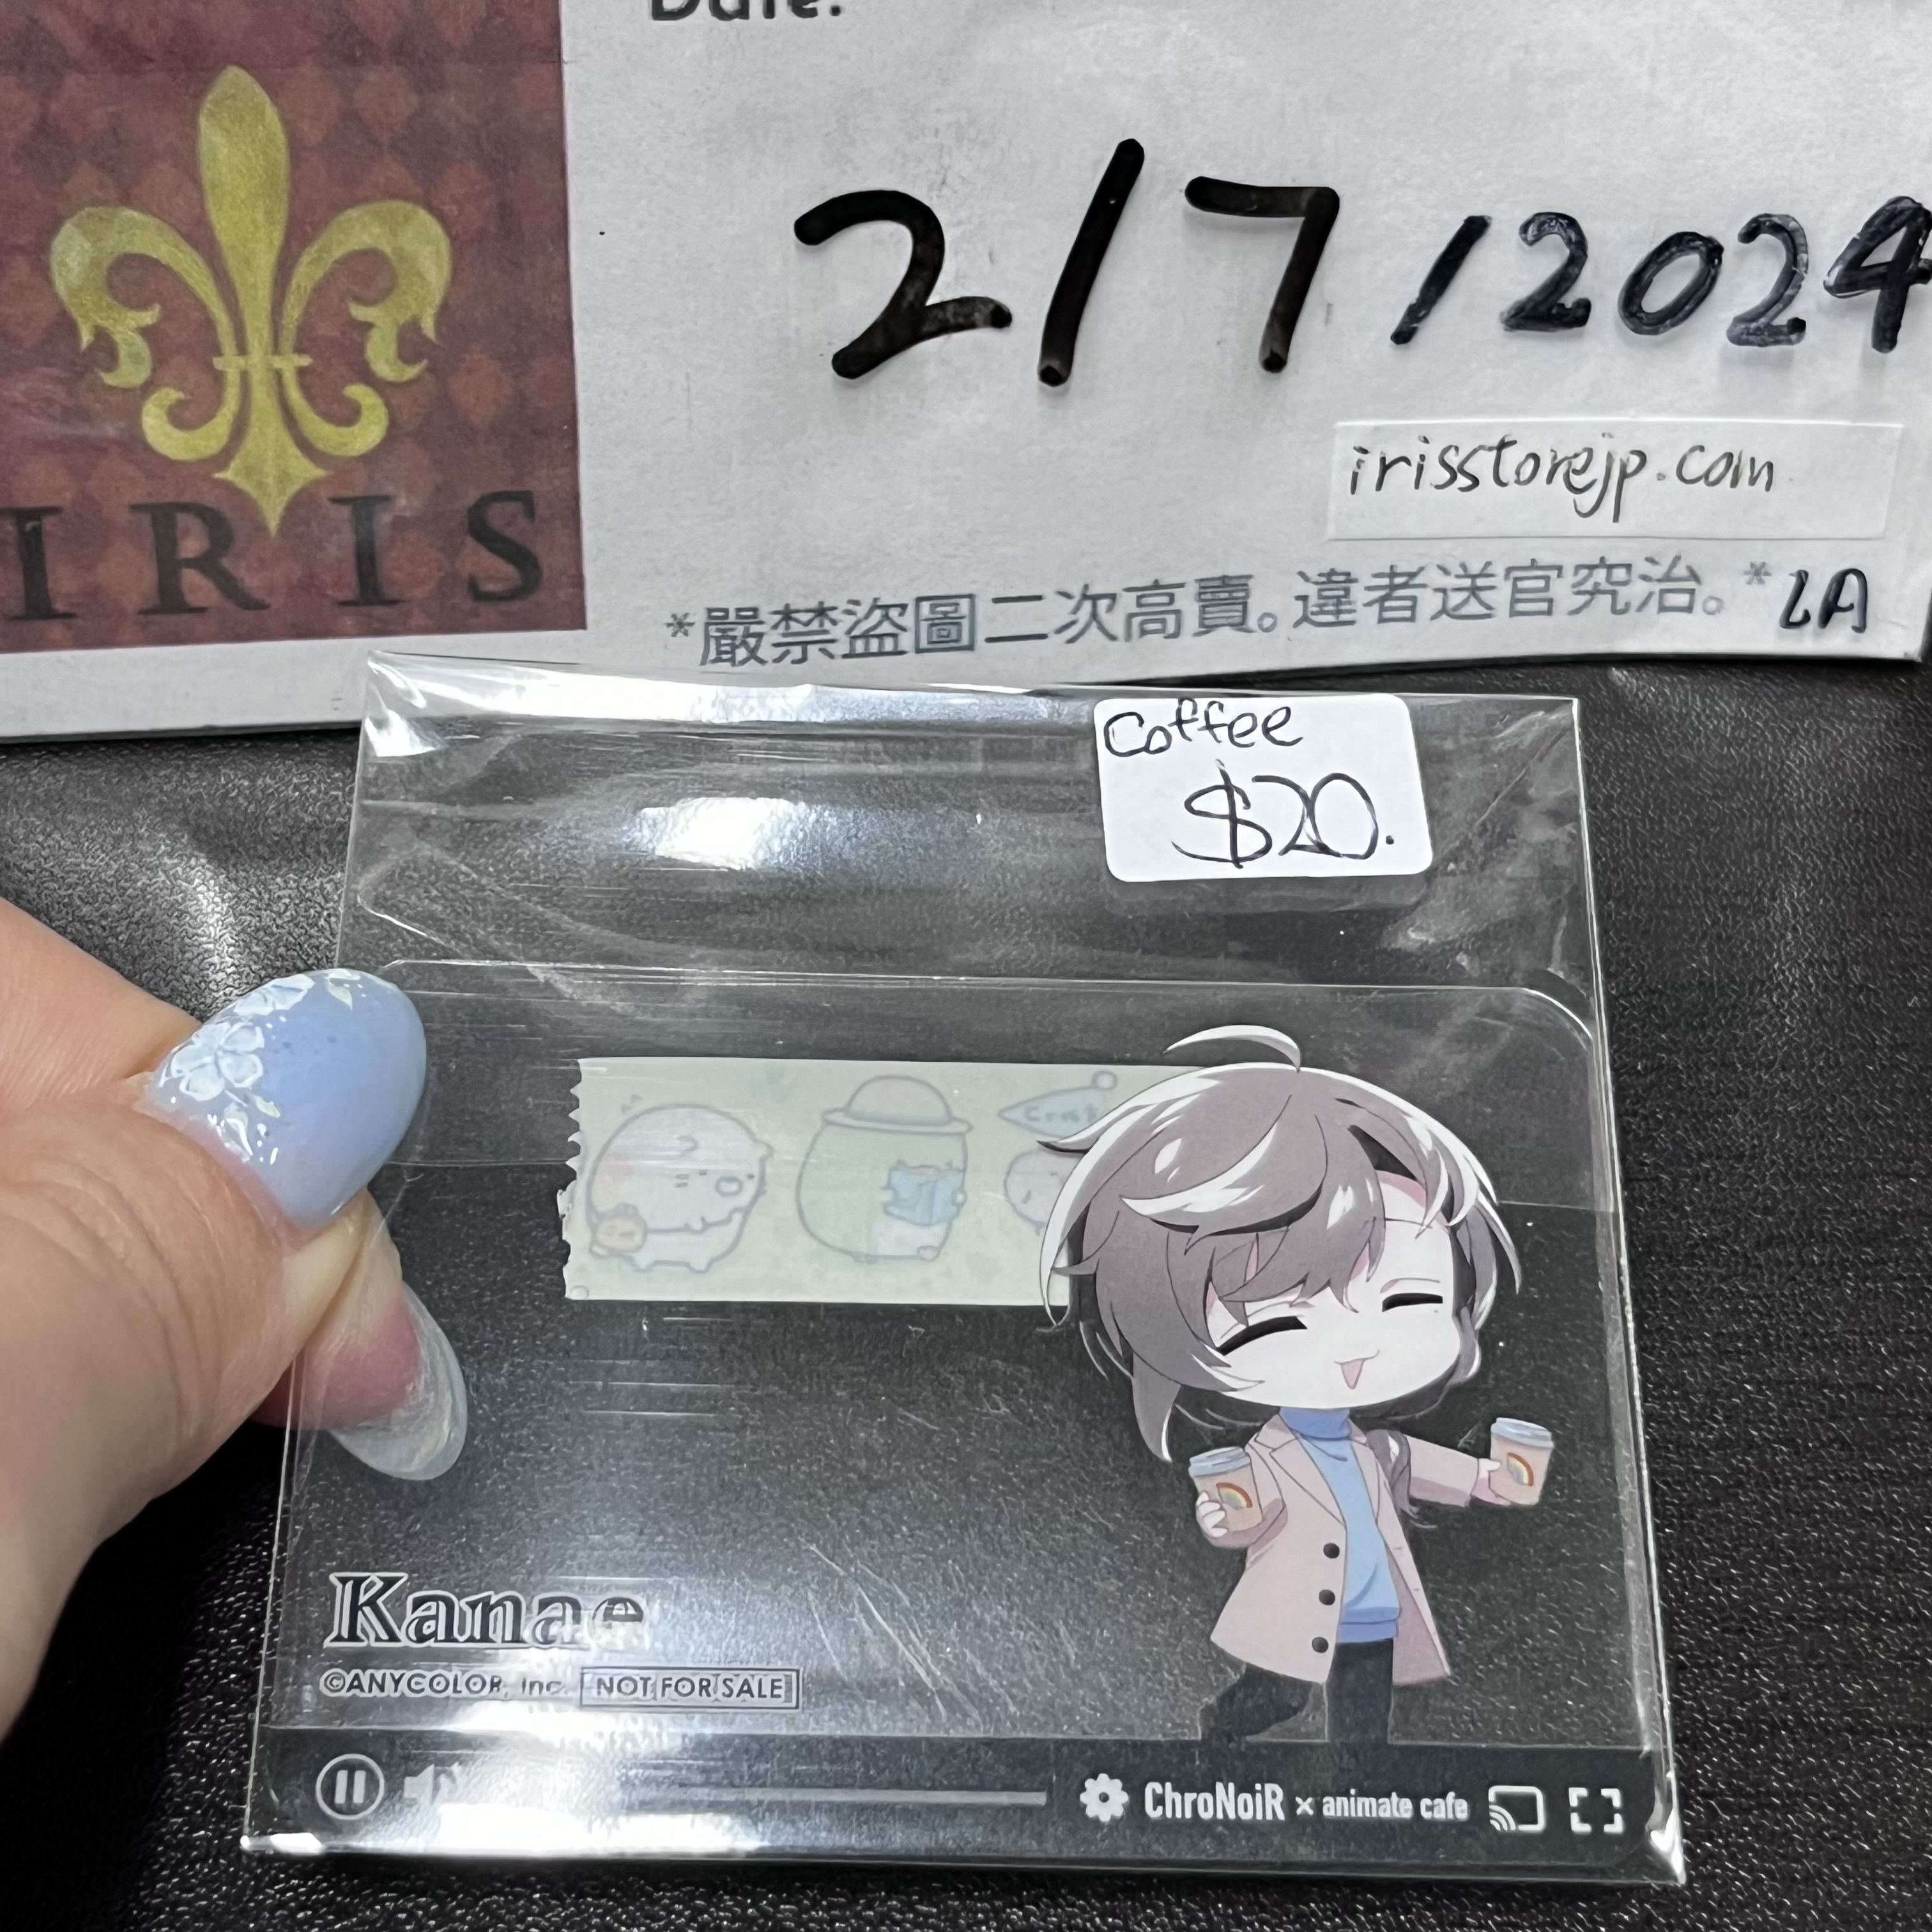 Date:
2/7/2024
IRIS
irisstorejp.com
*嚴禁盜圖二次高賣。違者送官究治。*LA
Coffee
$20.
Kanae
©ANYCOLOR, Inc. NOT FOR SALE
ChroNoiR × animate cafe